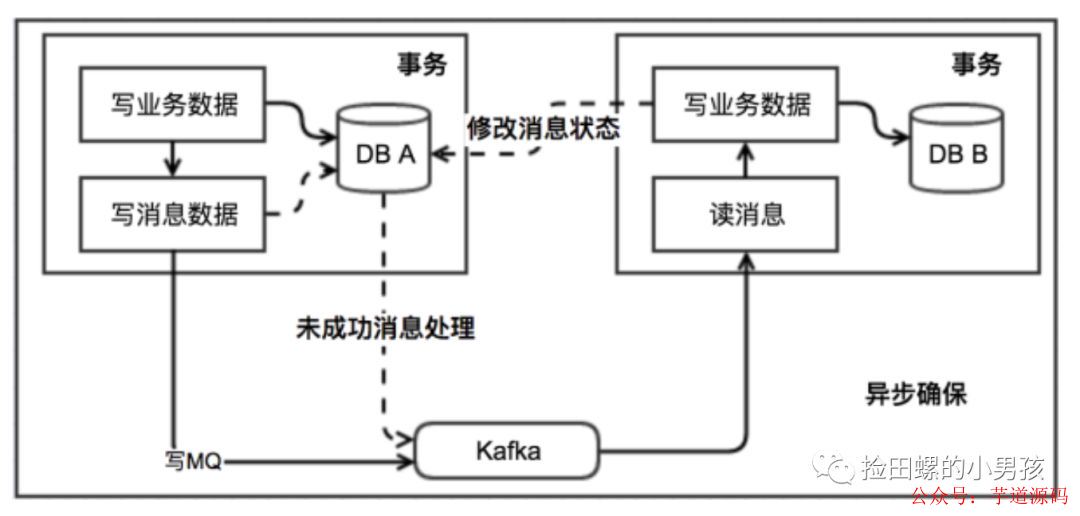 事务
写业务数据
DB A
写消息数据
修改消息状态
事务
写业务数据
DB B
读消息
未成功消息处理
异步确保
写MQ
Kafka
捡田螺的小男孩
公众号：芋道源码